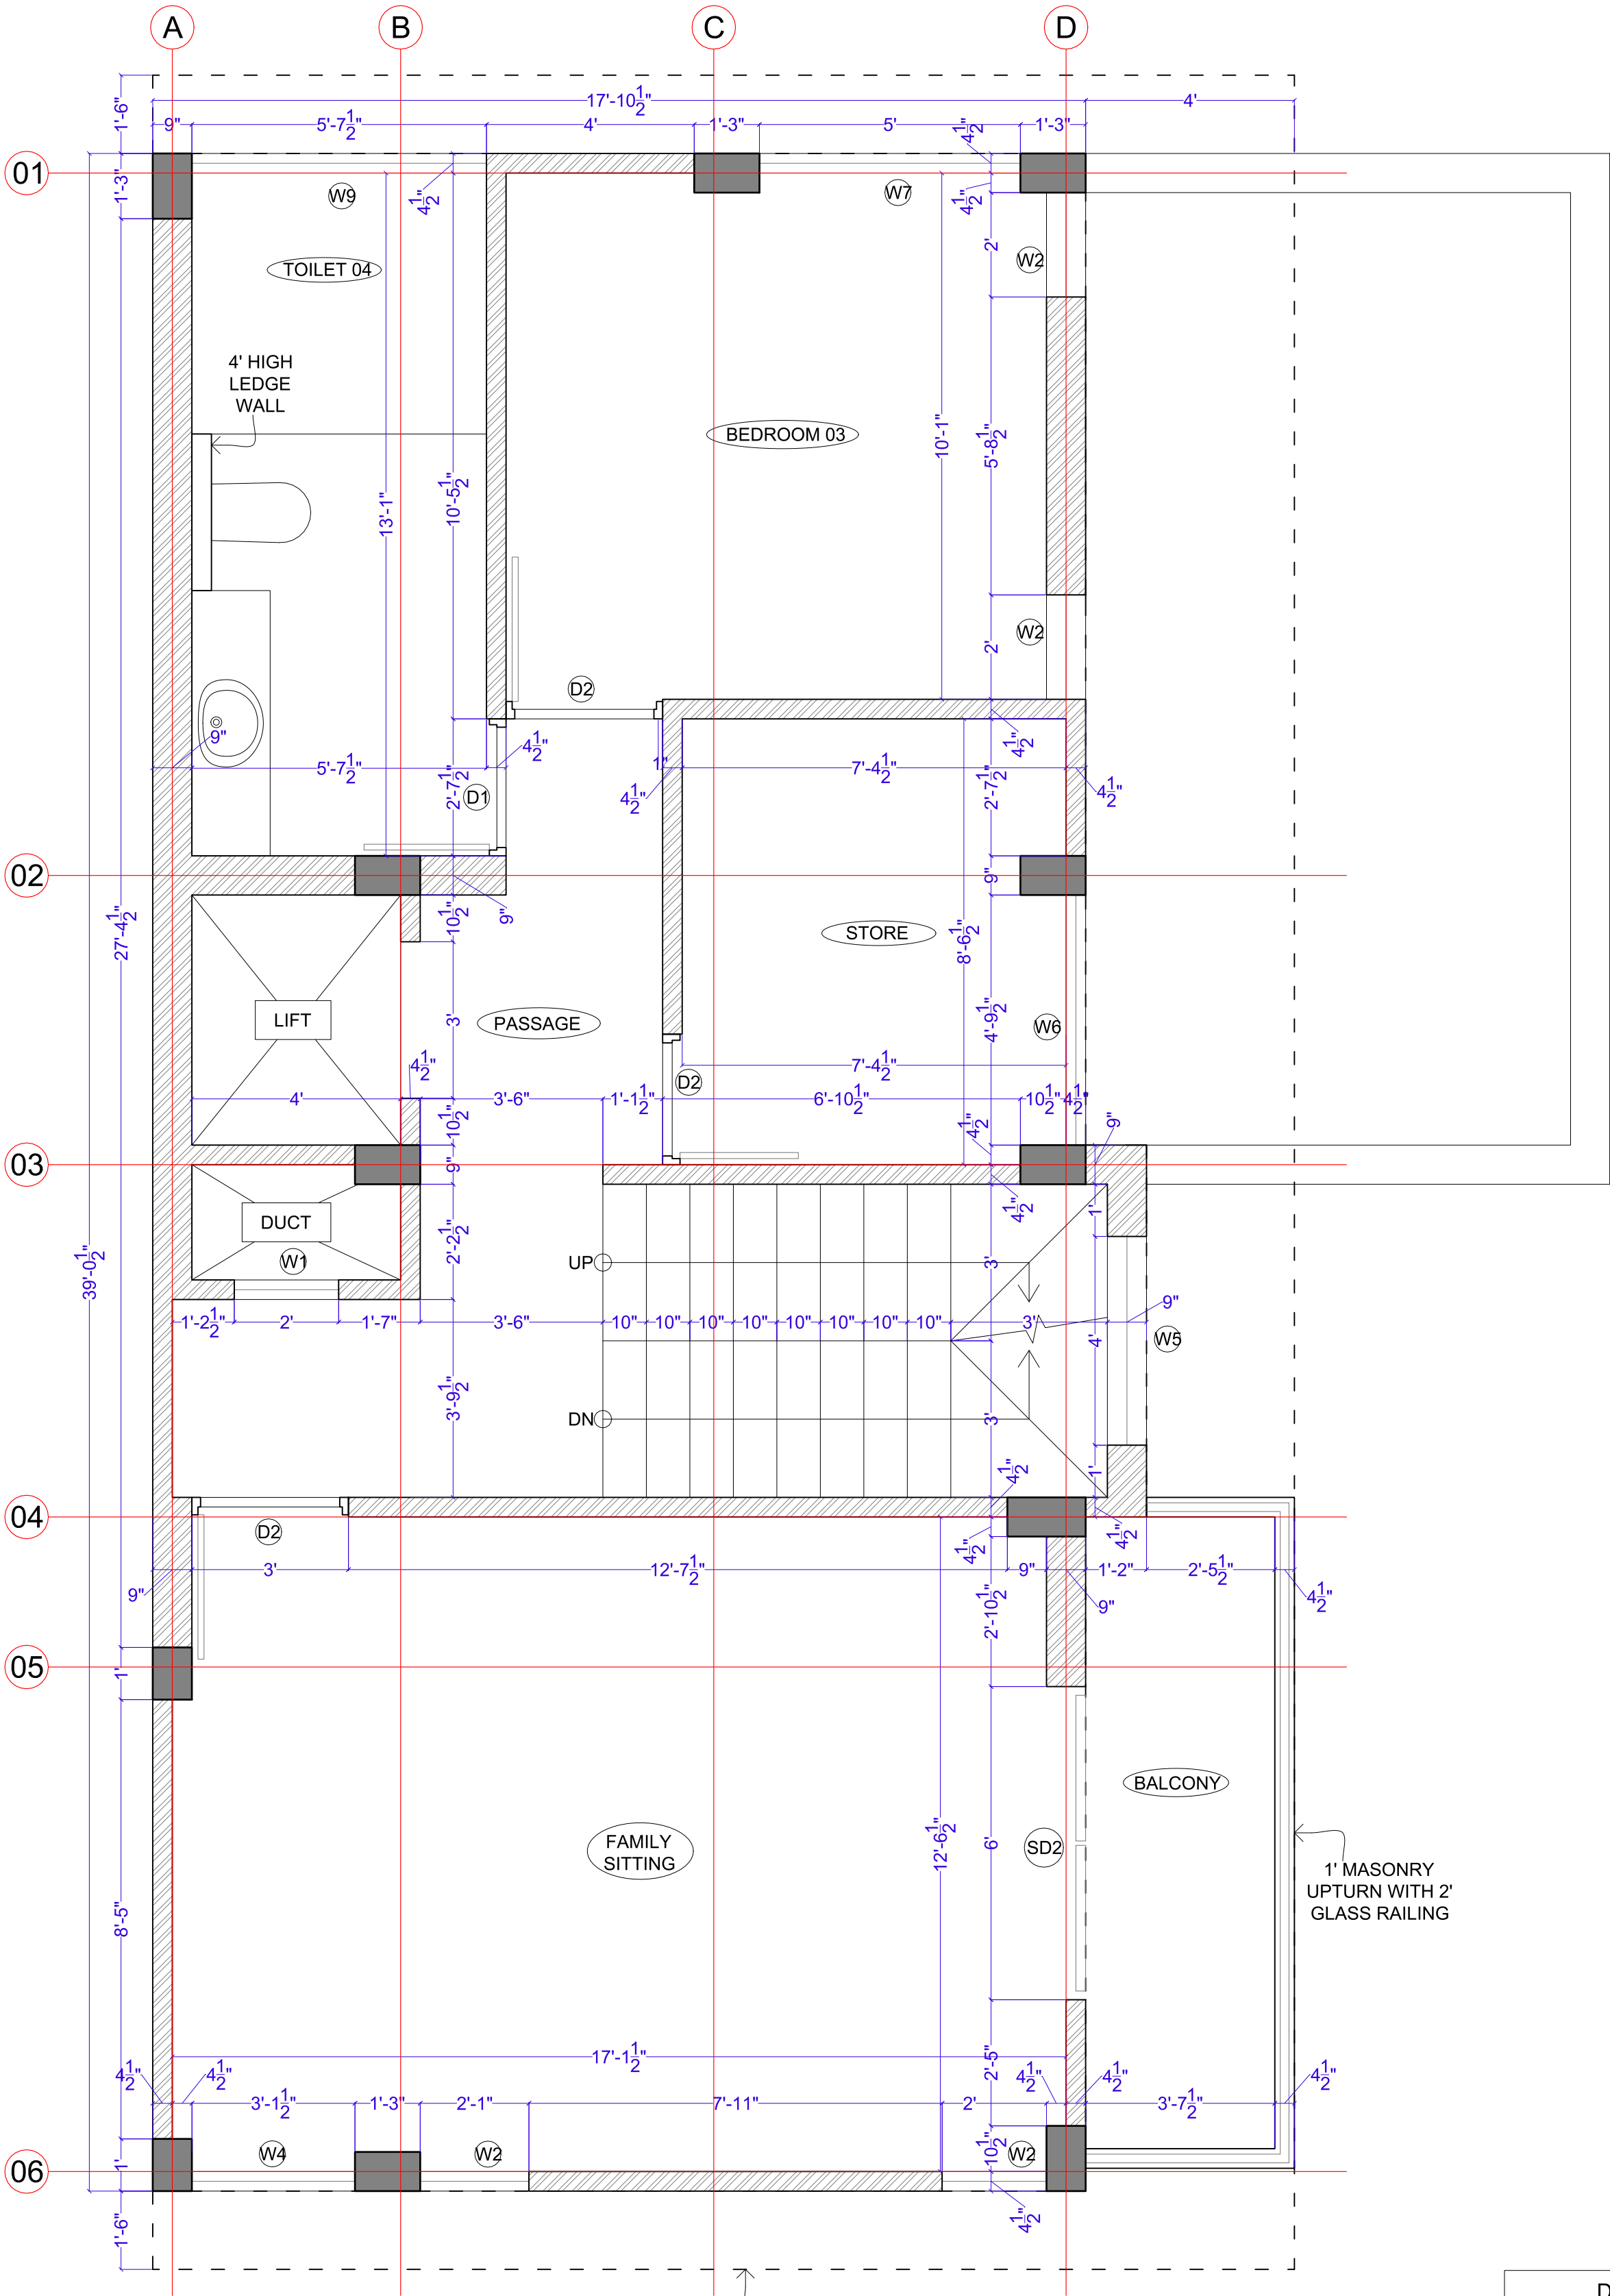 A B C D
17'-10½" 4'
1'-6" 9" 5'-7½" 4' 1'-3" 5' 4½" 1'-3"
01
1'-3" W9 4½" W7 4½"
2' W2
TOILET 04
4' HIGH
LEDGE
WALL
BEDROOM 03
13'-1" 10'-5½" 10'-1" 5'-8½"
2' W2
D2
9" 4½" 4½"
5'-7½" 1" 7'-4½"
D1 2'-7½" 4½" 2'-7½" 4½"
02
9" 9"
27'-4½" 10½"
STORE
8'-6½"
LIFT 3' PASSAGE 4'-9½" W6
4½" 7'-4½"
D2
4' 3'-6" 1'-1½" 6'-10½" 10½" 4½"
10½" 4½" 9"
03
9" 4½"
DUCT 1'
W1 2'-2½"
39'-0½" UP 3'
1'-2½" 2' 1'-7" 3'-6" 10" 10" 10" 10" 10" 10" 10" 10" 3' 9"
4' W5
3'-9½"
DN 3'
4½" 1'
04
D2 4½" 4½"
9" 3' 12'-7½" 9" 1'-2" 2'-5½" 4½"
2'-10½" 9"
05
1'
BALCONY
FAMILY
SITTING
12'-6½" 6' SD2
1' MASONRY
UPTURN WITH 2'
GLASS RAILING
8'-5"
17'-1½" 2'-5"
4½" 4½" 4½" 4½" 4½"
3'-1½" 1'-3" 2'-1" 7'-11" 2' 3'-7½"
W4 W2 10½" W2
06
1'
1'-6" 4½"
D